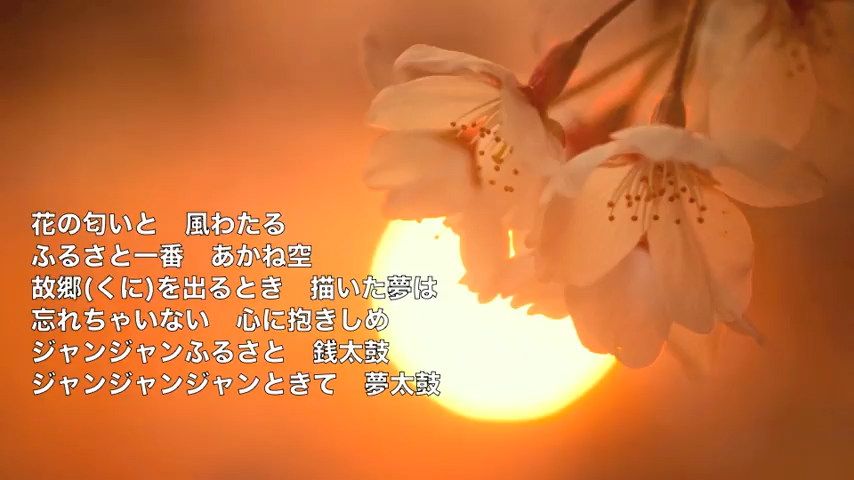 花の匂いと　風わたる
ふるさと一番　あかね空
故郷(くに)を出るとき　描いた夢は
忘れちゃいない　心に抱きしめ
ジャンジャンふるさと　銭太鼓
ジャンジャンジャンときて　夢太鼓